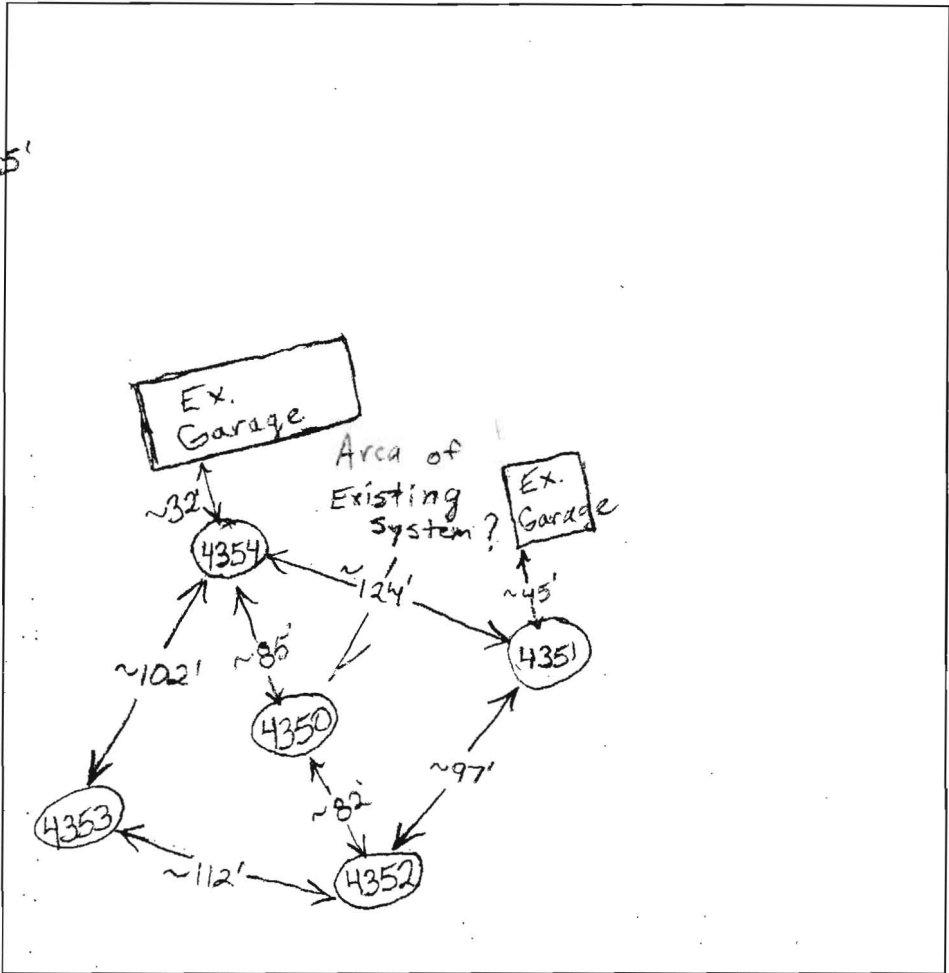 5'
Ex.
Garage
Area of
Existing
System?
Ex.
Garage
~32'
4354
~124'
~45'
4351
~102'
~85'
4350
~97'
~82'
4353
~112'
4352